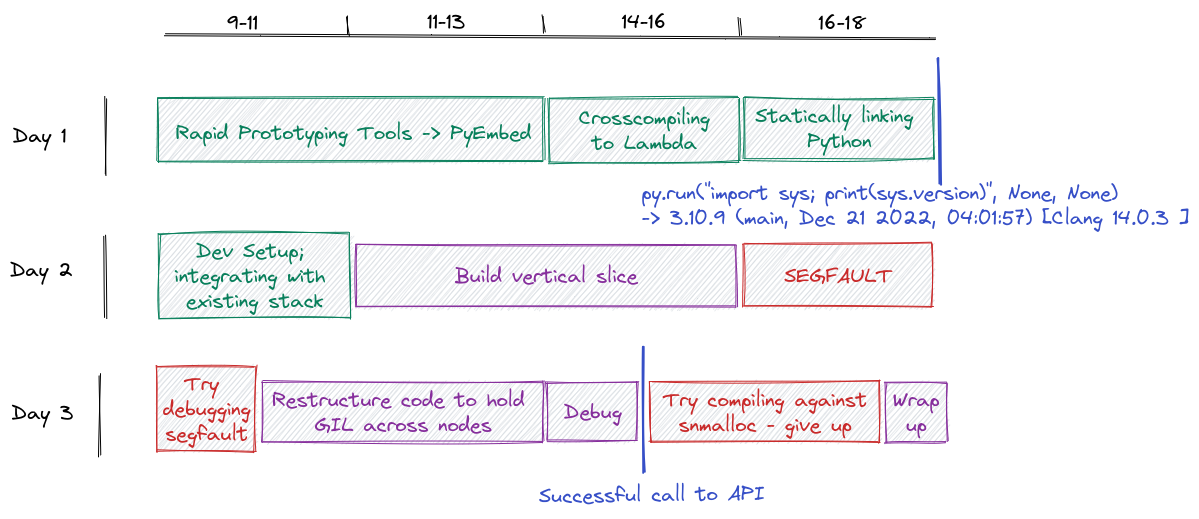 9-11 11-13 14-16 16-18
Day 1
Rapid Prototyping Tools -> PyEmbed
Crosscompiling
to Lambda
Statically linking
Python
py.run("import sys; print(sys.version)", None, None)
-> 3.10.9 (main, Dec 21 2022, 04:01:57) [Clang 14.0.3 ]
Day 2
Dev Setup;
integrating with
existing stack
Build vertical slice
SEGFAULT
Day 3
Try
debugging
segfault
Restructure code to hold
GIL across nodes
Debug
Try compiling against
snmalloc - give up
Wrap
up
Successful call to API